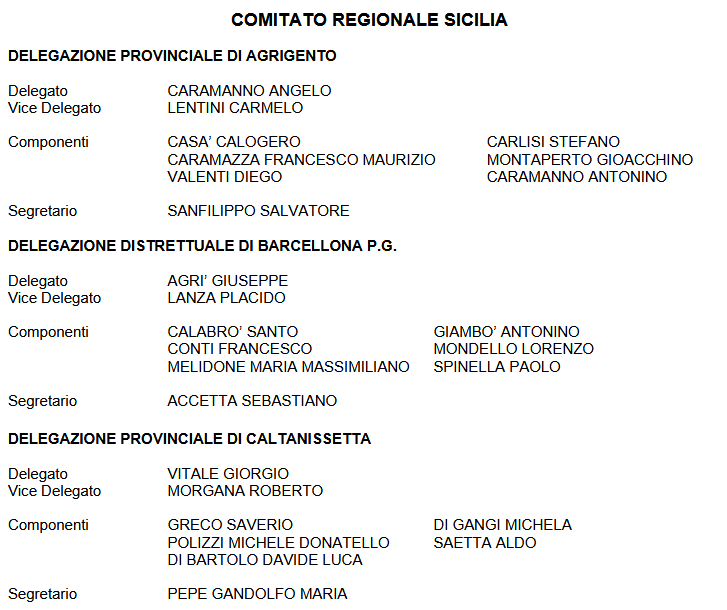 COMITATO REGIONALE SICILIA
DELEGAZIONE PROVINCIALE DI AGRIGENTO
Delegato CARAMANNO ANGELO
Vice Delegato LENTINI CARMELO
Componenti CASA’ CALOGERO CARLISI STEFANO
CARAMAZZA FRANCESCO MAURIZIO MONTAPERTO GIOACCHINO
VALENTI DIEGO CARAMANNO ANTONINO
Segretario SANFILIPPO SALVATORE
DELEGAZIONE DISTRETTUALE DI BARCELLONA P.G.
Delegato AGRI’ GIUSEPPE
Vice Delegato LANZA PLACIDO
Componenti CALABRO’ SANTO GIAMBO’ ANTONINO
CONTI FRANCESCO MONDELLO LORENZO
MELIDONE MARIA MASSIMILIANO SPINELLA PAOLO
Segretario ACCETTA SEBASTIANO
DELEGAZIONE PROVINCIALE DI CALTANISSETTA
Delegato VITALE GIORGIO
Vice Delegato MORGANA ROBERTO
Componenti GRECO SAVERIO DI GANGI MICHELA
POLIZZI MICHELE DONATELLO SAETTA ALDO
DI BARTOLO DAVIDE LUCA
Segretario PEPE GANDOLFO MARIA